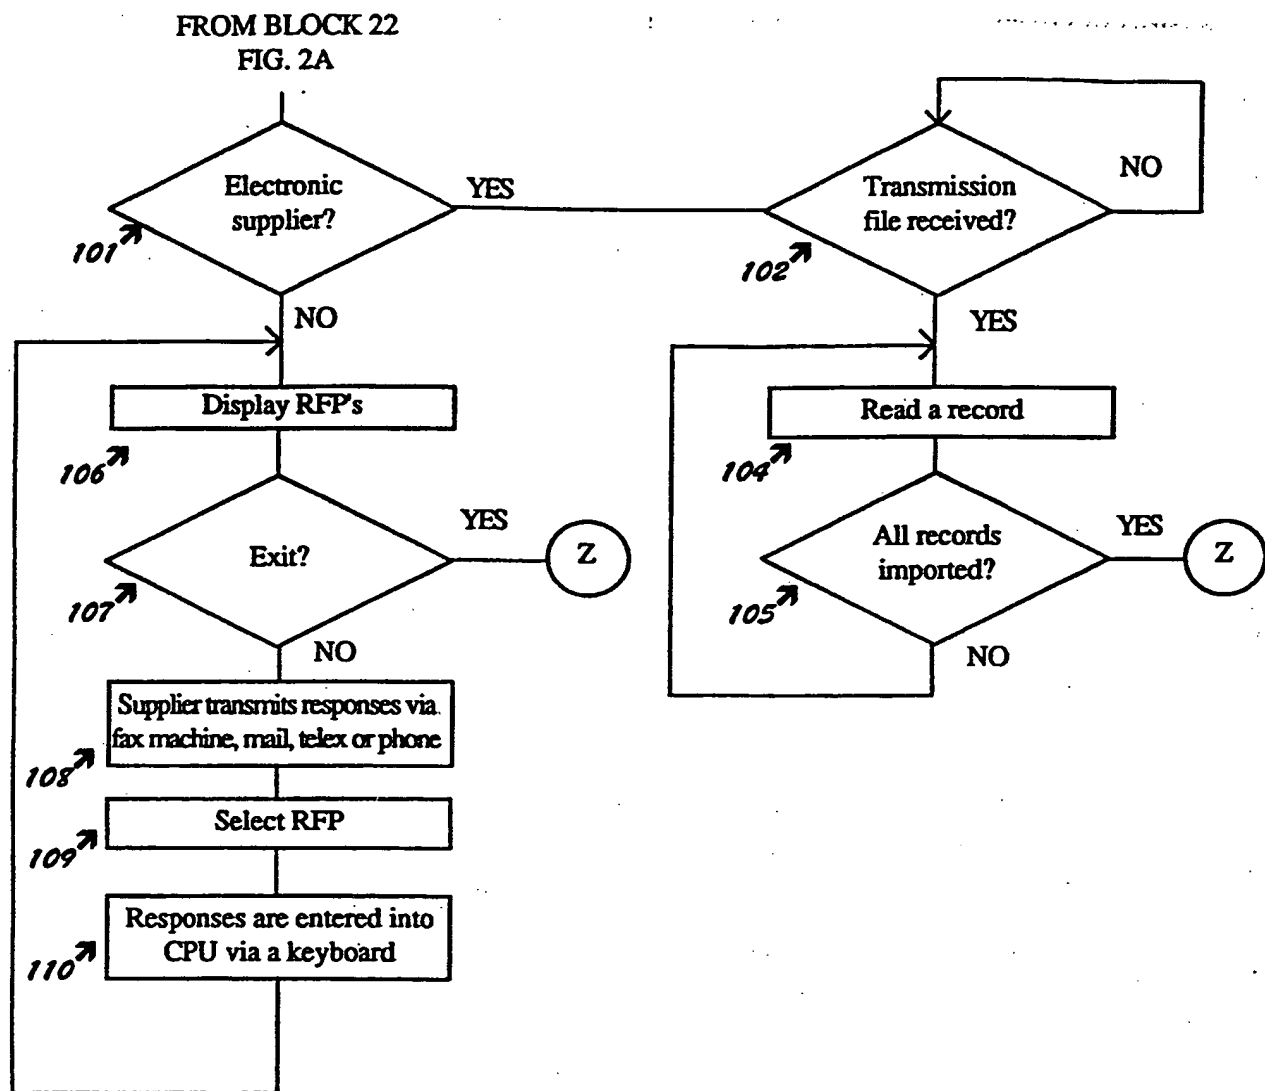 FROM BLOCK 22
FIG. 2A
Electronic
supplier?
YES
101
NO
Transmission
file received?
NO
102
YES
Display RFP's
106
Read a record
104
Exit?
YES
Z
107
NO
All records
imported?
YES
Z
105
NO
Supplier transmits responses via
fax machine, mail, telex or phone
108
Select RFP
109
Responses are entered into
CPU via a keyboard
110